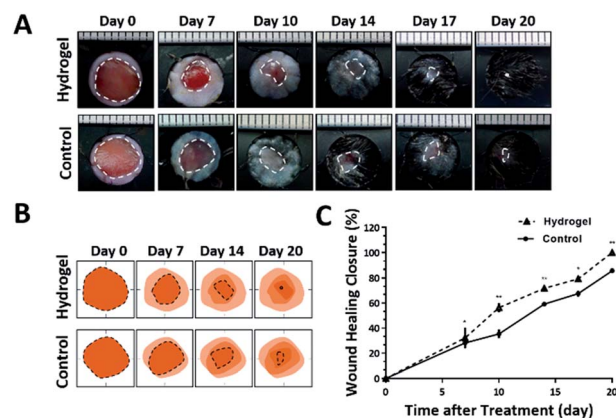 A
Day 0 Day 7 Day 10 Day 14 Day 17 Day 20
Hydrogel
Control
B
Day 0 Day 7 Day 14 Day 20
Hydrogel
Control
C
Wound Healing Closure (%)
120
100
80
60
40
20
0
Hydrogel
Control
*
**
**
*
**
0 5 10 15 20
Time after Treatment (day)